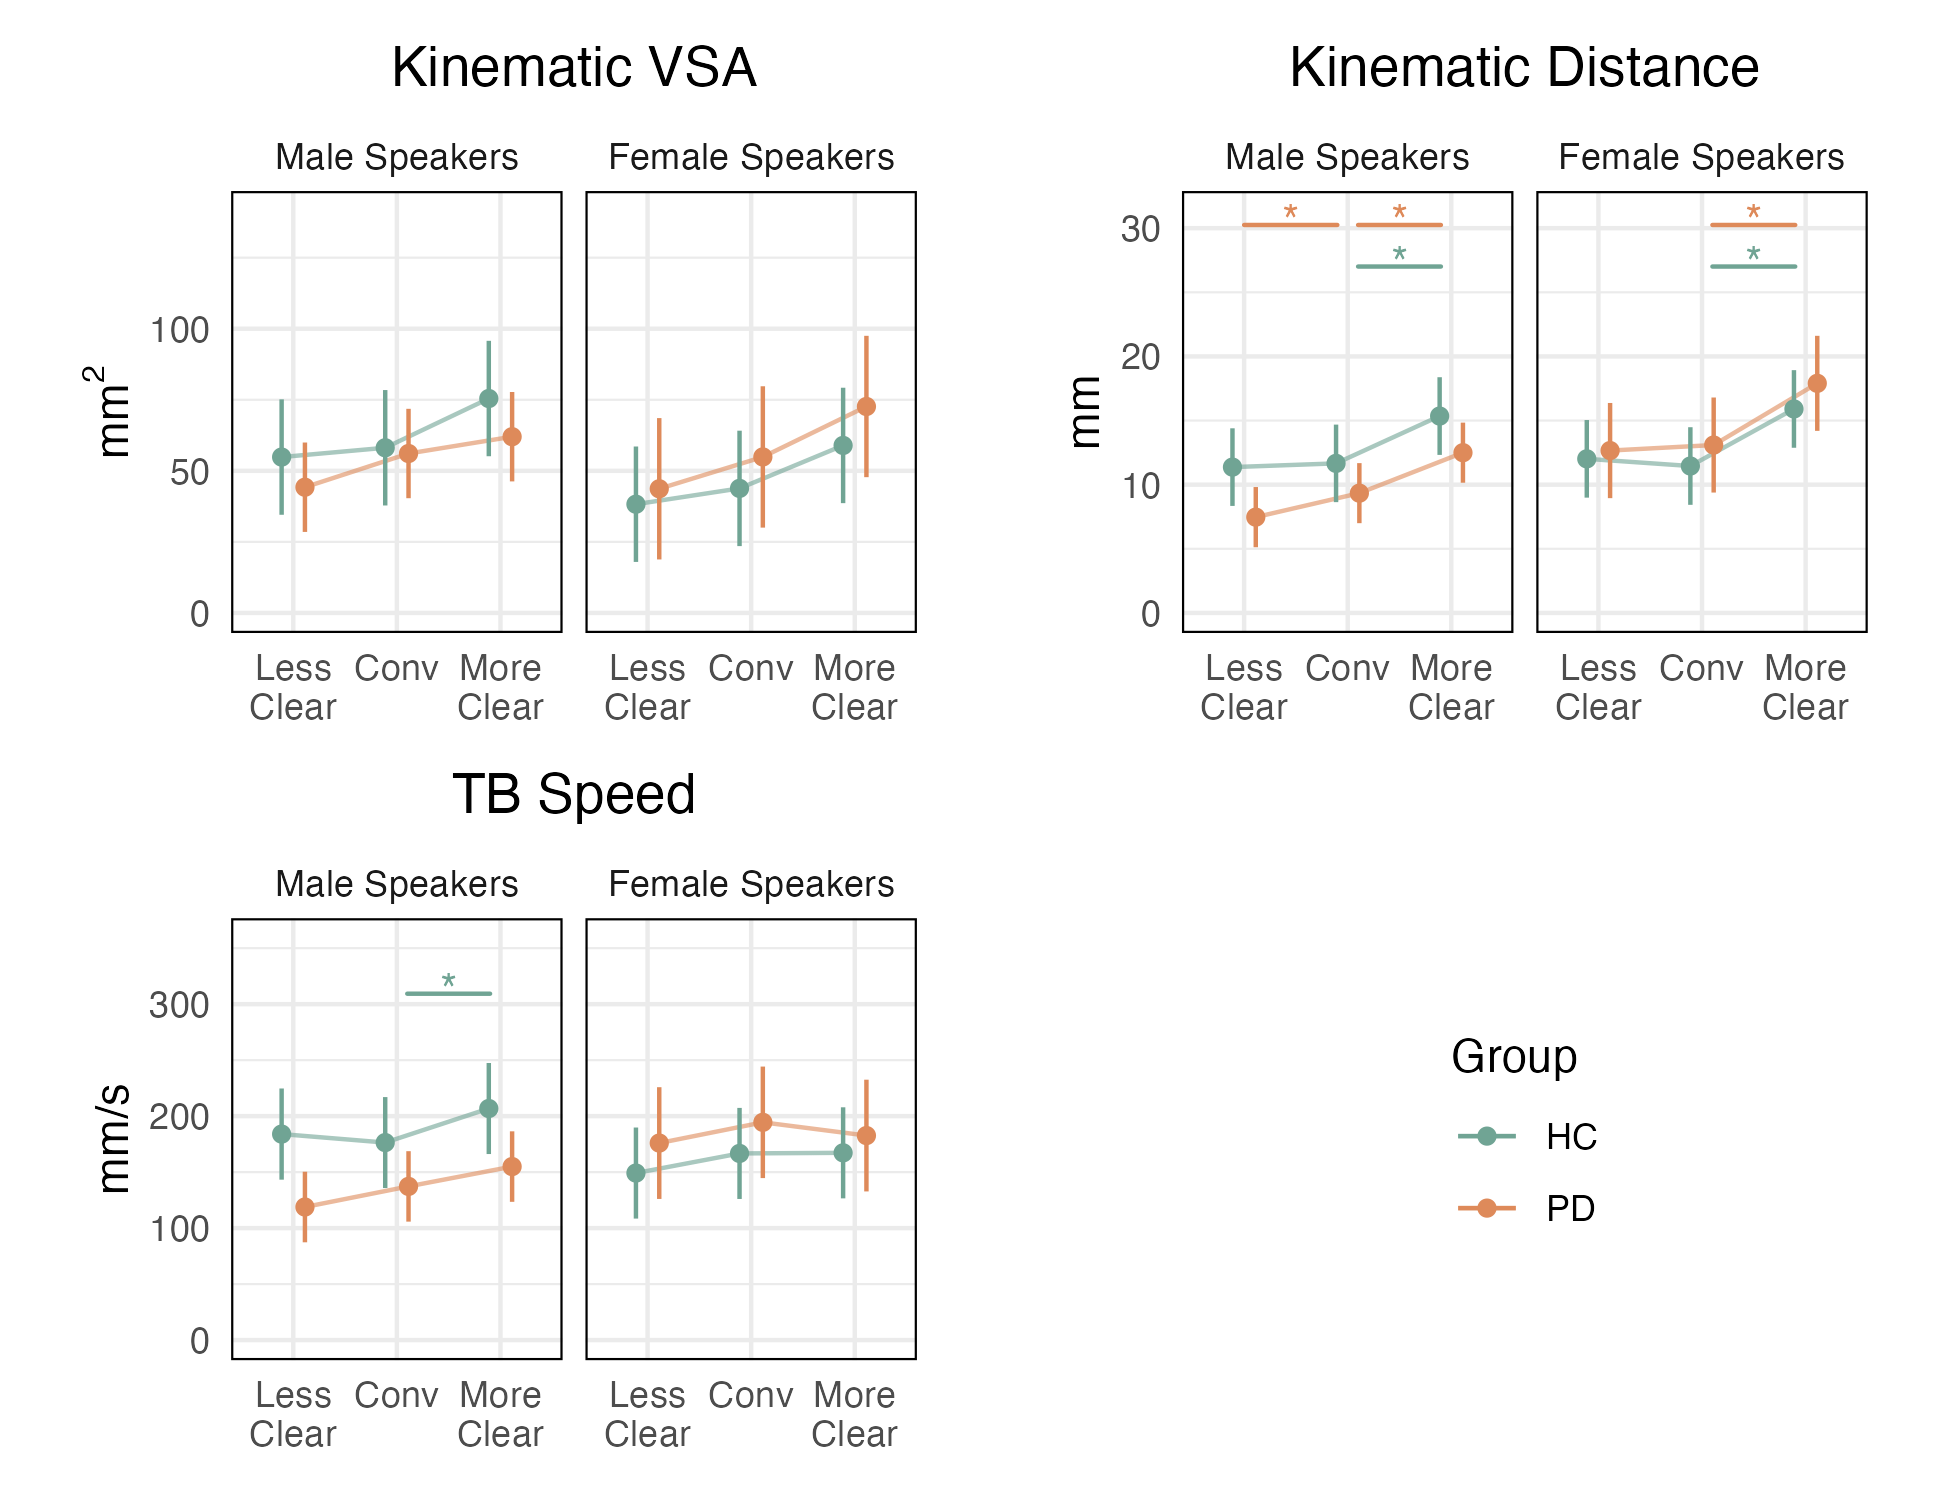 Kinematic VSA
Male Speakers
Female Speakers
mm²
100
50
0
Less Clear
Conv
More Clear
Less Clear
Conv
More Clear
Kinematic Distance
Male Speakers
Female Speakers
mm
30
20
10
0
*
*
*
*
*
Less Clear
Conv
More Clear
Less Clear
Conv
More Clear
TB Speed
Male Speakers
Female Speakers
mm/s
300
200
100
0
*
Less Clear
Conv
More Clear
Less Clear
Conv
More Clear
Group
HC
PD